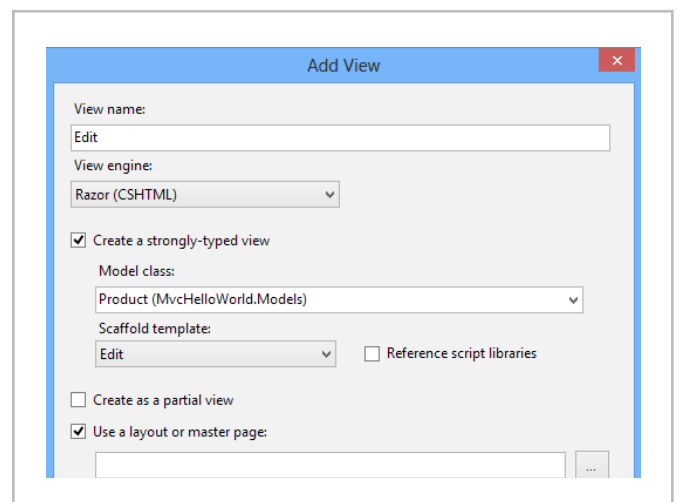 Add View
View name:
Edit
View engine:
Razor (CSHTML)
Create a strongly-typed view
Model class:
Product (MvcHelloWorld.Models)
Scaffold template:
Edit
Reference script libraries
Create as a partial view
Use a layout or master page:
...